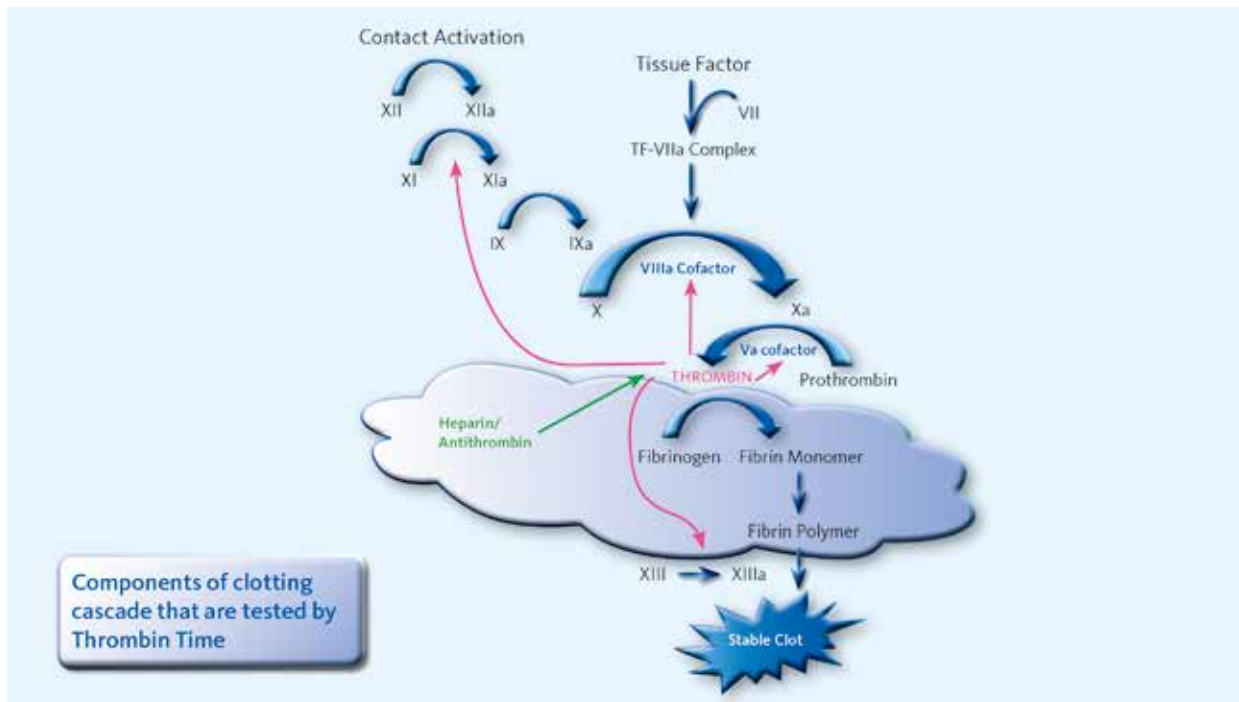 Contact Activation
Tissue Factor
XII
XIIa
VII
TF-VIIa Complex
XI
XIa
IX
IXa
VIIIa Cofactor
X
Xa
Va cofactor
THROMBIN
Prothrombin
Heparin/
Antithrombin
Fibrinogen
Fibrin Monomer
Fibrin Polymer
XIII
XIIIa
Stable Clot
Components of clotting
cascade that are tested by
Thrombin Time